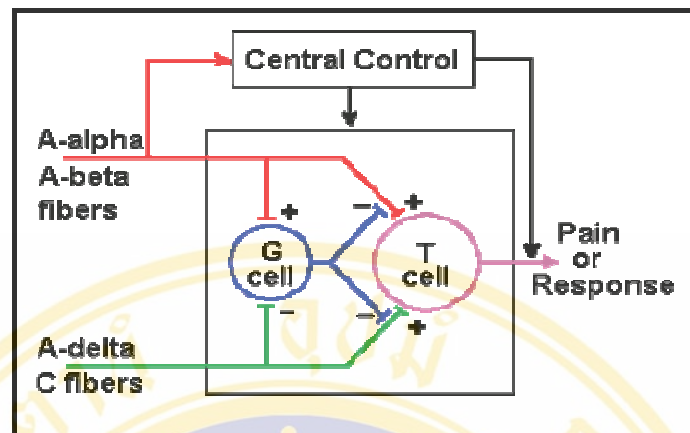 Central Control
A-alpha
A-beta
fibers
+
−
+
G
cell
T
cell
Pain
or
Response
−
−
+
A-delta
C fibers